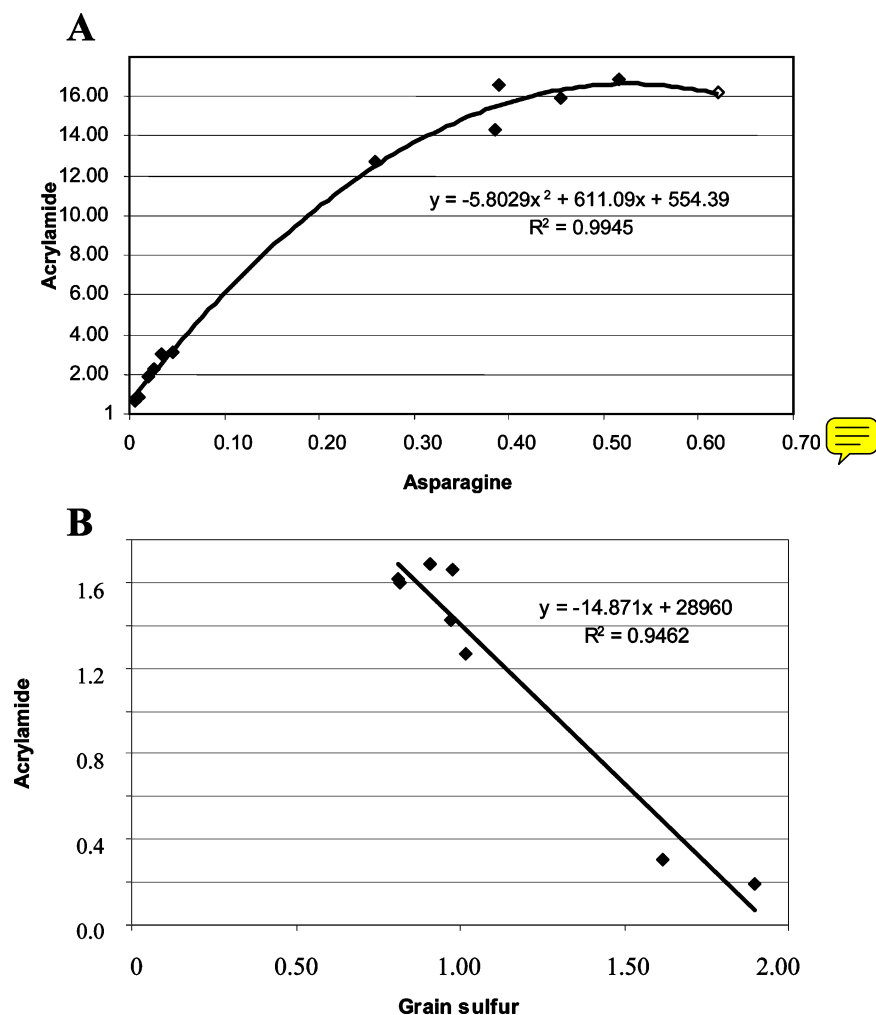 A
16.00
14.00
12.00
10.00
8.00
6.00
4.00
2.00
1
Acrylamide
y = -5.8029x² + 611.09x + 554.39
R² = 0.9945
0 0.10 0.20 0.30 0.40 0.50 0.60 0.70
Asparagine
B
1.6
1.2
0.8
0.4
0.0
Acrylamide
y = -14.871x + 28960
R² = 0.9462
0 0.50 1.00 1.50 2.00
Grain sulfur